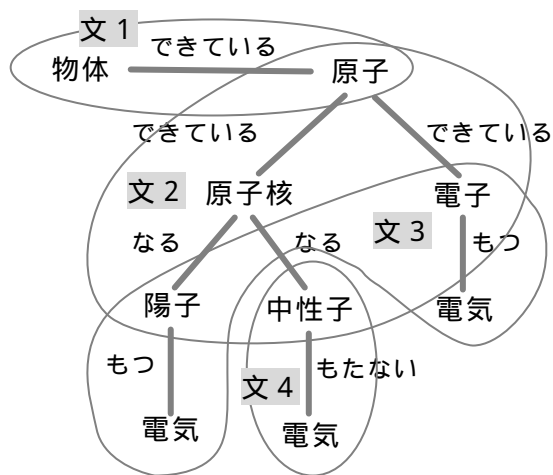 文1
できている
物体
原子
できている
できている
文2
原子核
電子
なる
なる
文3
もつ
陽子
中性子
電気
もつ
もたない
文4
電気
電気